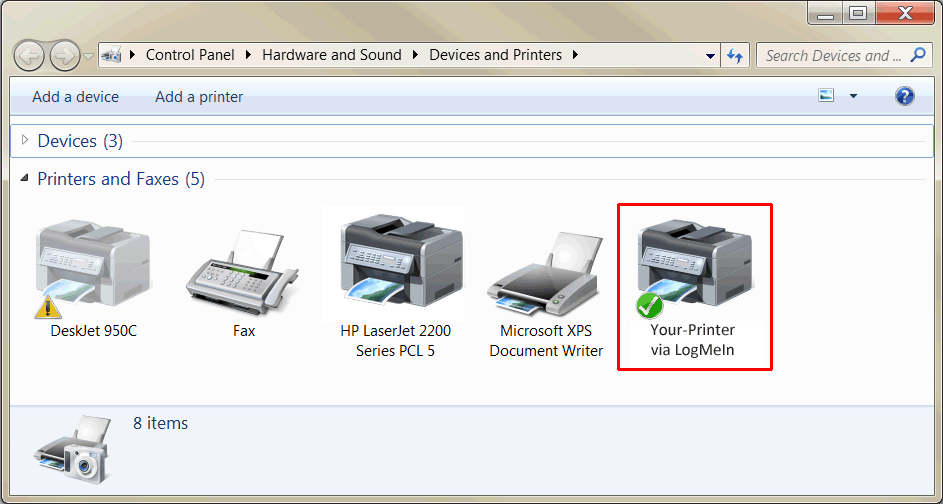 Control Panel Hardware and Sound Devices and Printers
Search Devices and ...
Add a device Add a printer
Devices (3)
Printers and Faxes (5)
DeskJet 950C
Fax
HP LaserJet 2200
Series PCL 5
Microsoft XPS
Document Writer
Your-Printer
via LogMeIn
8 items